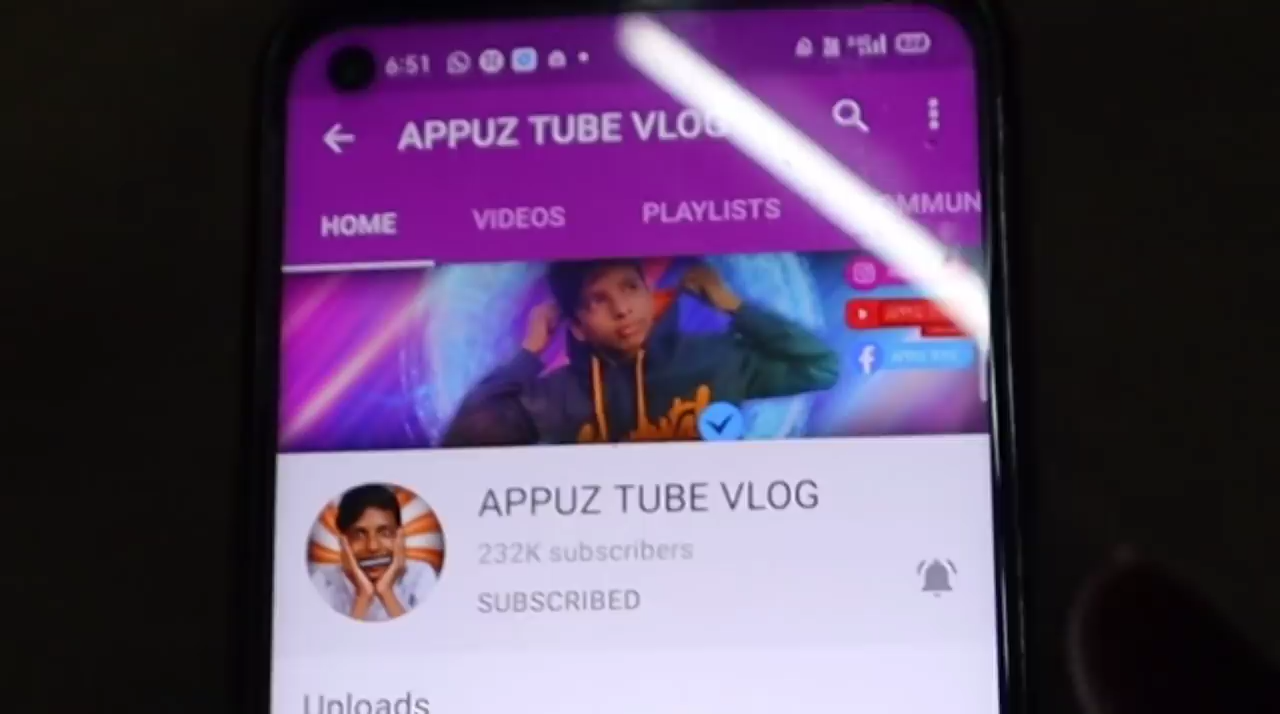 6:51
APPUZ TUBE VLOG
HOME VIDEOS PLAYLISTS
APPUZ TUBE VLOG
232K subscribers
SUBSCRIBED
Uploads